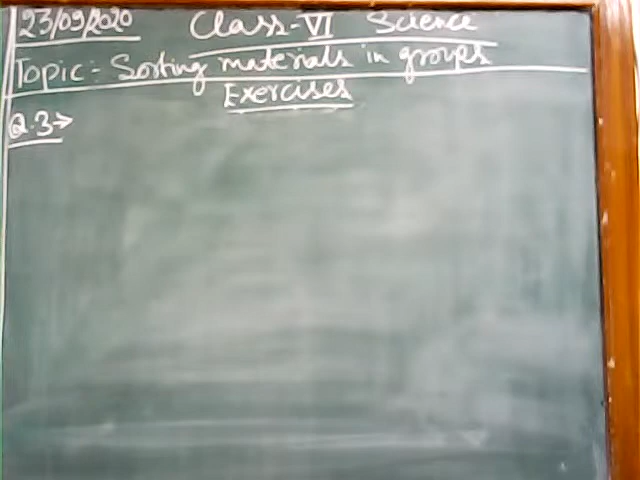 23/09/2020 Class-VI Science
Topic:- Sorting materials in groups
Exercises
Q.3→